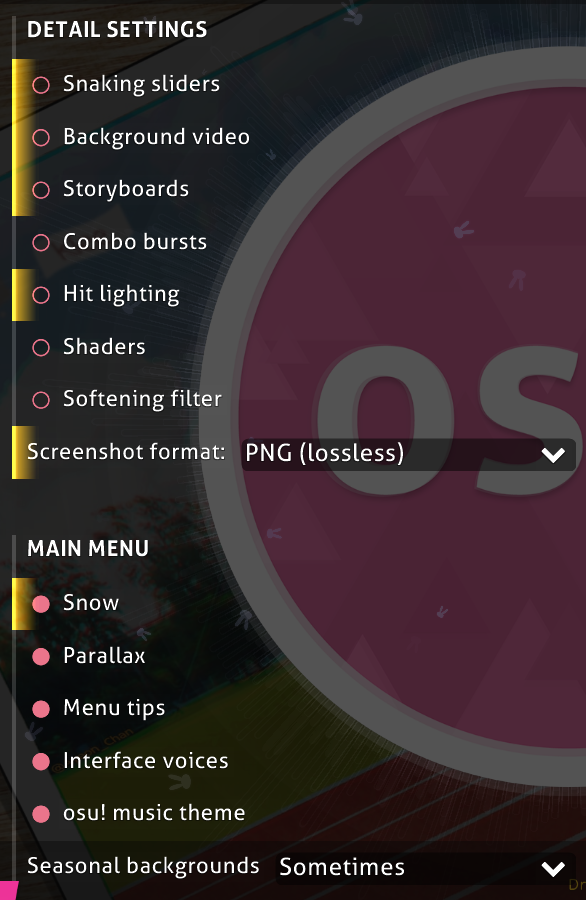 DETAIL SETTINGS
Snaking sliders
Background video
Storyboards
Combo bursts
Hit lighting
Shaders
Softening filter
Screenshot format: PNG (lossless)
MAIN MENU
Snow
Parallax
Menu tips
Interface voices
osu! music theme
Seasonal backgrounds Sometimes
os